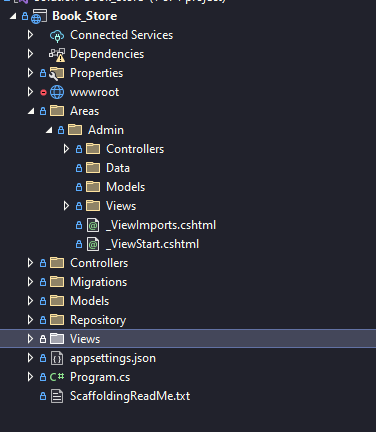 Book_Store
Connected Services
Dependencies
Properties
wwwroot
Areas
Admin
Controllers
Data
Models
Views
_ViewImports.cshtml
_ViewStart.cshtml
Controllers
Migrations
Models
Repository
Views
appsettings.json
C# Program.cs
ScaffoldingReadMe.txt